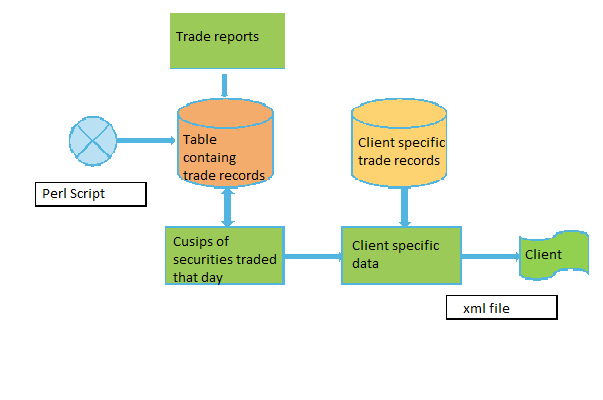 Trade reports
Table
containg
trade records
Client specific
trade records
Perl Script
Cusips of
securities traded
that day
Client specific
data
Client
xml file